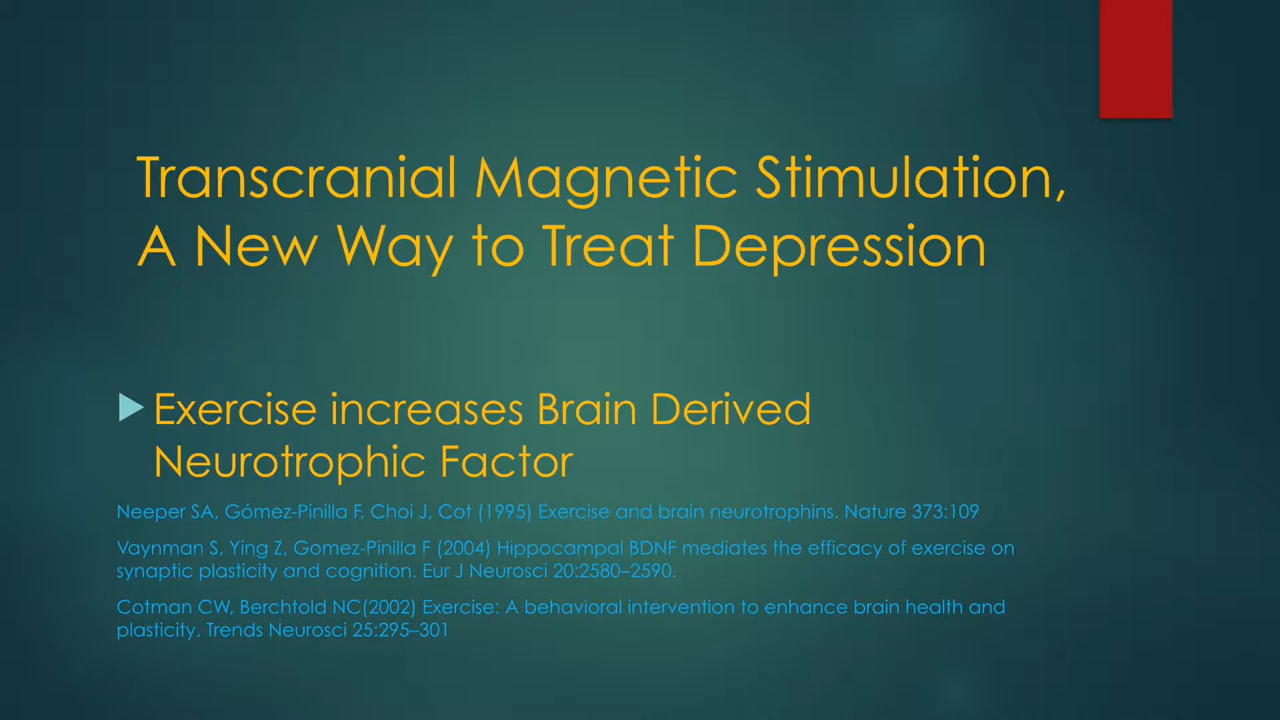 Transcranial Magnetic Stimulation,
A New Way to Treat Depression
Exercise increases Brain Derived
Neurotrophic Factor
Neeper SA, Gómez-Pinilla F, Choi J, Cot (1995) Exercise and brain neurotrophins. Nature 373:109
Vaynman S, Ying Z, Gomez-Pinilla F (2004) Hippocampal BDNF mediates the efficacy of exercise on
synaptic plasticity and cognition. Eur J Neurosci 20:2580–2590.
Cotman CW, Berchtold NC(2002) Exercise: A behavioral intervention to enhance brain health and
plasticity. Trends Neurosci 25:295–301